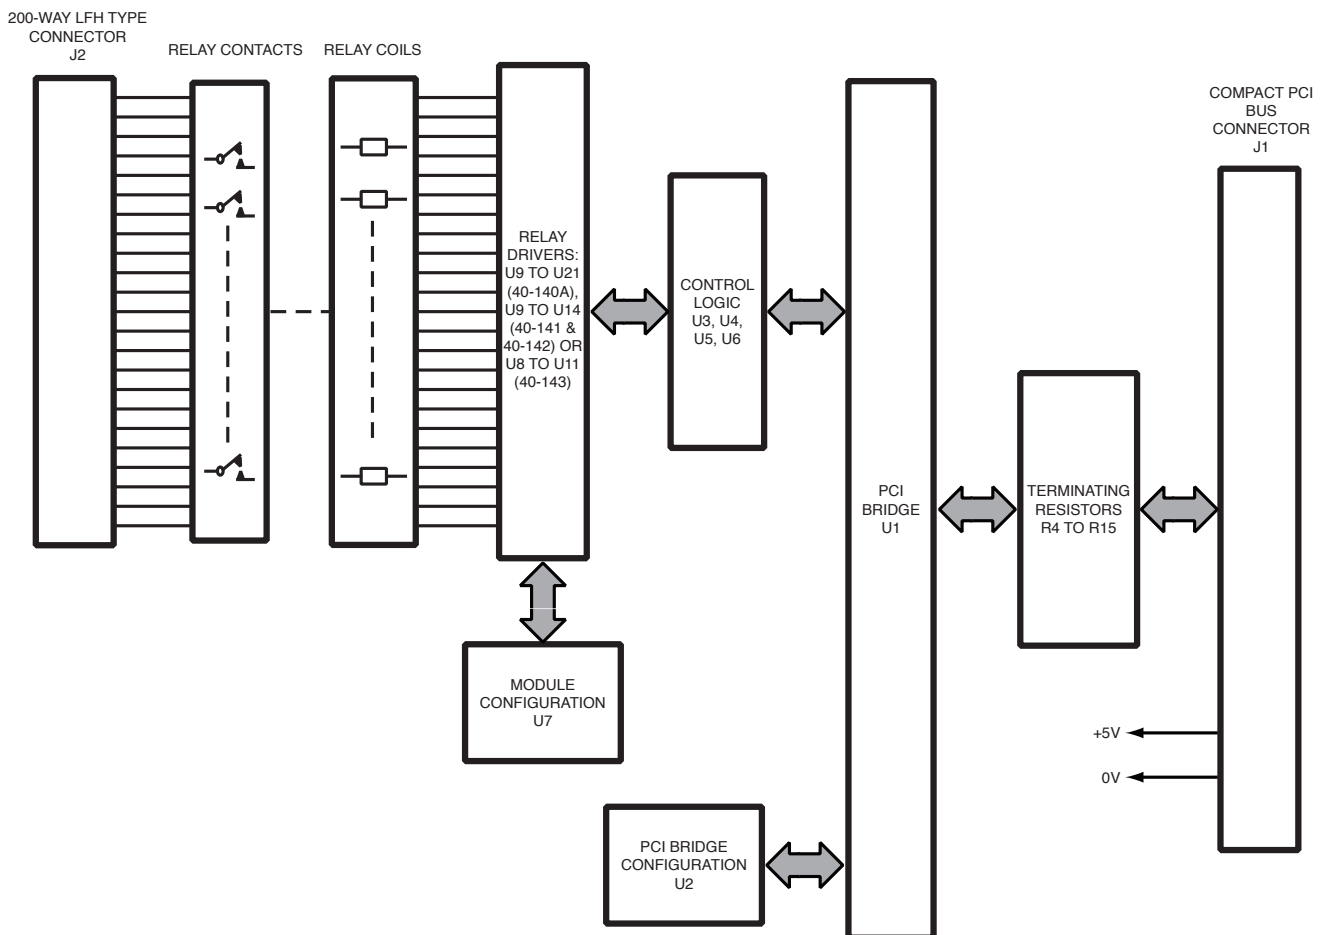 200-WAY LFH TYPE
CONNECTOR
J2
RELAY CONTACTS
RELAY COILS
RELAY
DRIVERS:
U9 TO U21
(40-140A),
U9 TO U14
(40-141 &
40-142) OR
U8 TO U11
(40-143)
MODULE
CONFIGURATION
U7
CONTROL
LOGIC
U3, U4,
U5, U6
PCI BRIDGE
CONFIGURATION
U2
PCI
BRIDGE
U1
TERMINATING
RESISTORS
R4 TO R15
COMPACT PCI
BUS
CONNECTOR
J1
+5V
0V